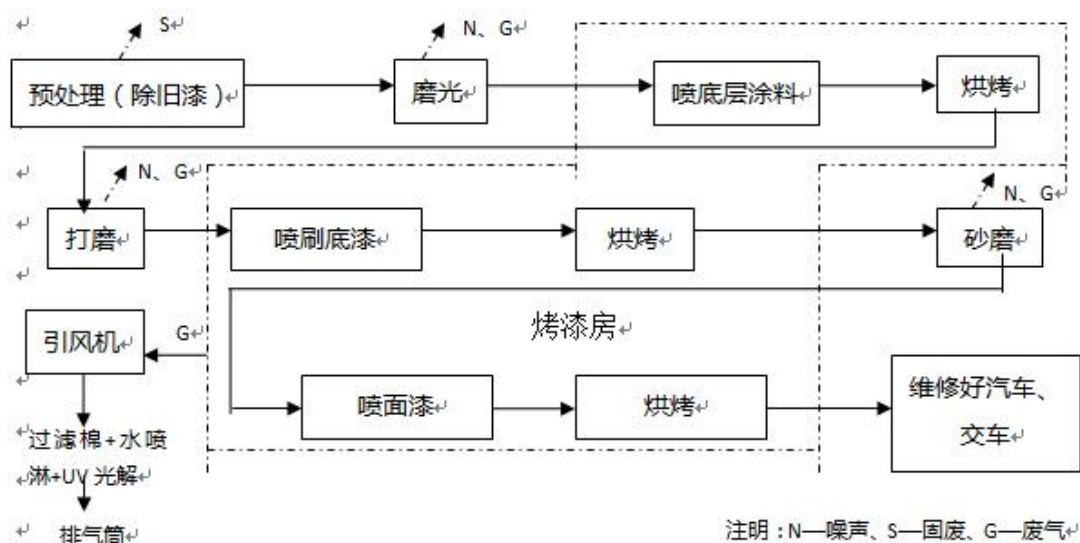 S
N、G
预处理（除旧漆）
磨光
喷底层涂料
烘烤
N、G
N、G
打磨
喷刷底漆
烘烤
砂磨
烤漆房
引风机
G
喷面漆
烘烤
维修好汽车、
交车
过滤棉+水喷
淋+UV 光解
排气筒
注明：N—噪声、S—固废、G—废气